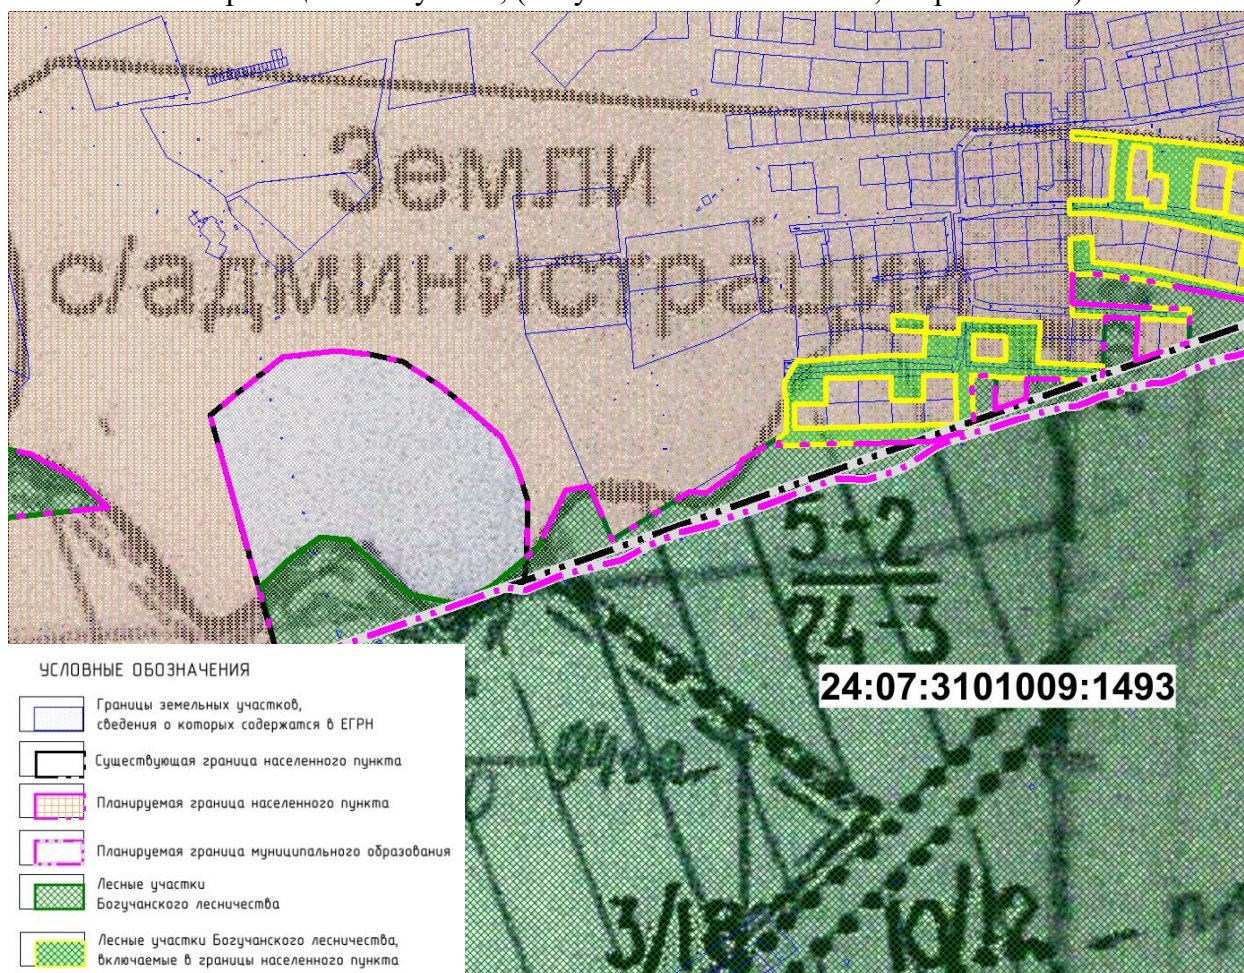 Земли
с/администрации
5-2
24-3
24:07:3101009:1493
УСЛОВНЫЕ ОБОЗНАЧЕНИЯ
Границы земельных участков,
сведения о которых содержатся в ЕГРН
Существующая граница населенного пункта
Планируемая граница населенного пункта
Планируемая граница муниципального образования
Лесные участки
Богучанского лесничества
Лесные участки Богучанского лесничества,
включаемые в границы населенного пункта